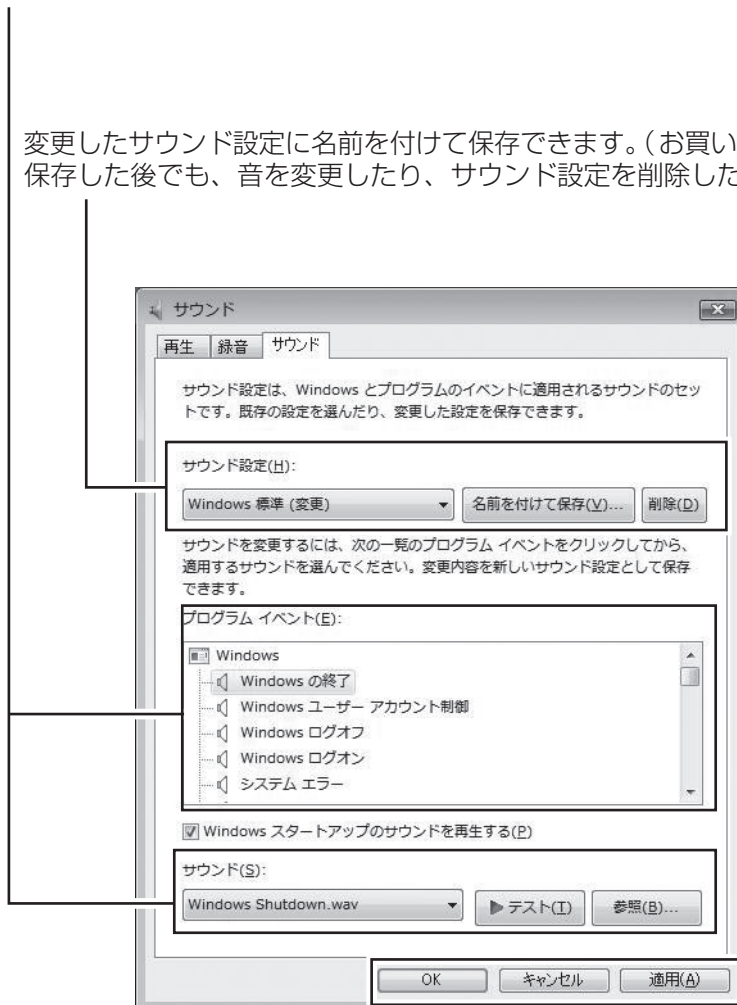 変更したサウンド設定に名前を付けて保存できます。（お買い
保存した後でも、音を変更したり、サウンド設定を削除した
サウンド
再生 録音 サウンド
サウンド設定は、Windows とプログラムのイベントに適用されるサウンドのセッ
トです。既存の設定を選んだり、変更した設定を保存できます。
サウンド設定(H):
Windows 標準 (変更) 名前を付けて保存(V)... 削除(D)
サウンドを変更するには、次の一覧のプログラム イベントをクリックしてから、
適用するサウンドを選んでください。変更内容を新しいサウンド設定として保存
できます。
プログラム イベント(E):
Windows
Windows の終了
Windows ユーザー アカウント制御
Windows ログオフ
Windows ログオン
システム エラー
Windows スタートアップのサウンドを再生する(P)
サウンド(S):
Windows Shutdown.wav テスト(T) 参照(B)...
OK キャンセル 適用(A)